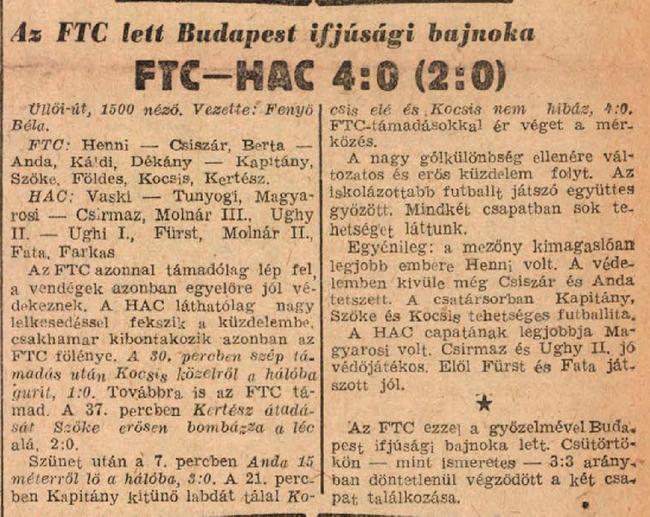 Az FTC lett Budapest ifjúsági bajnoka
FTC—HAC 4:0 (2:0)
Üllői-út, 1500 néző. Vezette: Fenyő
Béla.
FTC: Henni — Csiszár, Berta —
Anda, Káldi, Dékány — Kapitány,
Szőke, Földes, Kocsis, Kertész.
HAC: Vaski — Tunyogi, Magya-
rosi — Csirmaz, Molnár III., Ughy
II. — Ughi I., Fürst, Molnár II.,
Fata, Farkas
Az FTC azonnal támadólag lép fel,
a vendégek azonban egyelőre jól vé-
dekeznek. A HAC láthatólag nagy
lelkesedéssel fekszik a küzdelembe,
csakhamar kibontakozik azonban az
FTC fölénye. A 30. percben szép tá-
madás után Kocsis közelről a hálóba
gurit, 1:0. Továbbra is az FTC tá-
mad. A 37. percben Kertész átadá-
sát Szőke erősen bombázza a léc
alá, 2:0.
Szünet után a 7. percben Anda 15
méterről lő a hálóba, 3:0. A 21. perc-
ben Kapitány kitünő labdát tálal Ko-
csis elé és Kocsis nem hibáz, 4:0.
FTC-támadásokkal ér véget a mér-
kőzés.
A nagy gólkülönbség ellenére vál-
tozatos és erős küzdelem folyt. Az
iskolázottabb futballt játszó együttes
győzött. Mindkét csapatban sok te-
hetséget láttunk.
Egyénileg: a mezőny kimagaslóan
legjobb embere Henni volt. A véde-
lemben kivüle még Csiszár és Anda
tetszett. A csatársorban Kapitány,
Szőke és Kocsis tehetséges futballita.
A HAC capatának legjobbja Ma-
gyarosi volt. Csirmaz és Ughy II. jó
védőjátékos. Elől Fürst és Fata ját-
szott jól.
★
Az FTC ezzel a győzelmével Buda-
pest ifjúsági bajnoka lett. Csütörtö-
kön — mint ismeretes — 3:3 arány-
ban döntetlenül végződött a két csa-
pat találkozása.